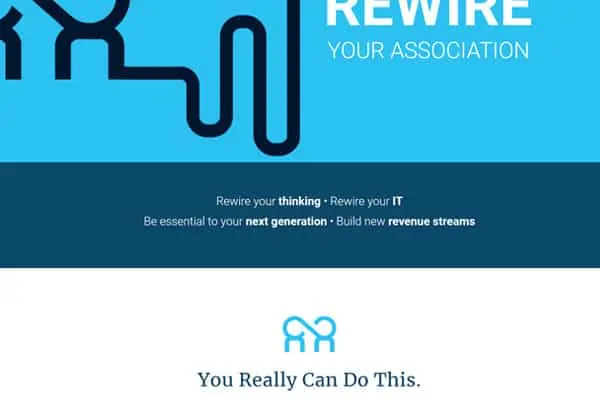 REWIRE
YOUR ASSOCIATION
Rewire your thinking • Rewire your IT
Be essential to your next generation • Build new revenue streams
You Really Can Do This.